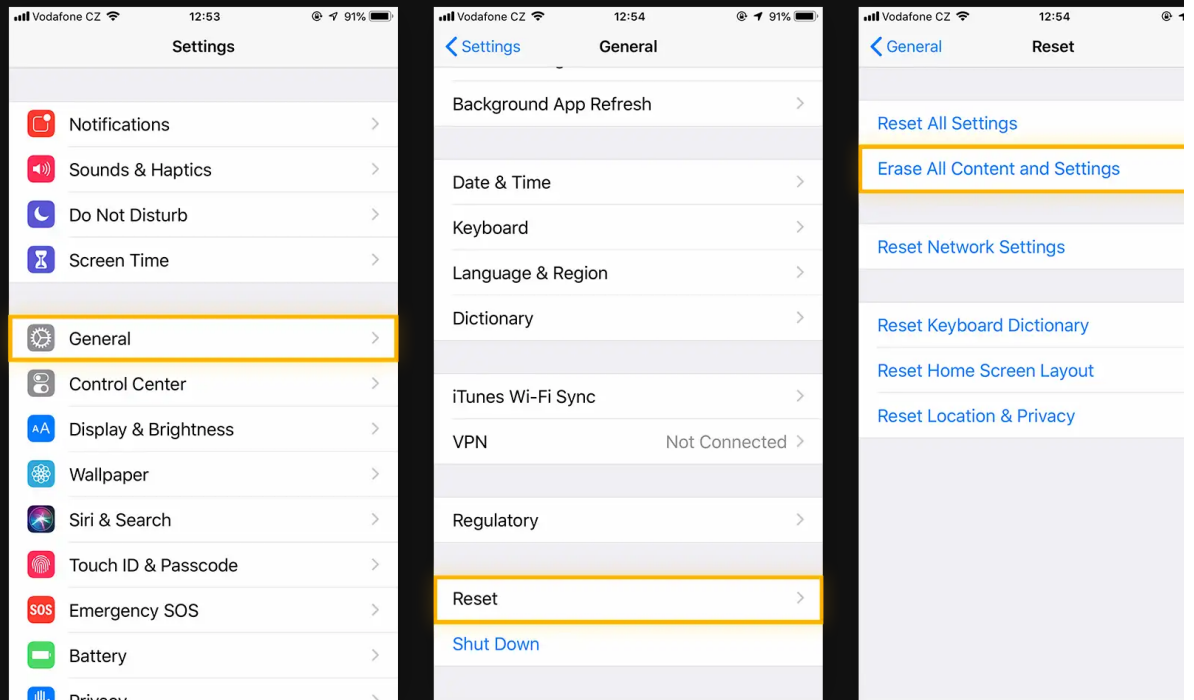 Vodafone CZ 12:53 91%
Settings
Notifications
Sounds & Haptics
Do Not Disturb
Screen Time
General
Control Center
AA Display & Brightness
Wallpaper
Siri & Search
Touch ID & Passcode
SOS Emergency SOS
Battery
Privacy
Vodafone CZ 12:54 91%
Settings General
Background App Refresh
Date & Time
Keyboard
Language & Region
Dictionary
iTunes Wi-Fi Sync
VPN Not Connected
Regulatory
Reset
Shut Down
Vodafone CZ 12:54
General Reset
Reset All Settings
Erase All Content and Settings
Reset Network Settings
Reset Keyboard Dictionary
Reset Home Screen Layout
Reset Location & Privacy